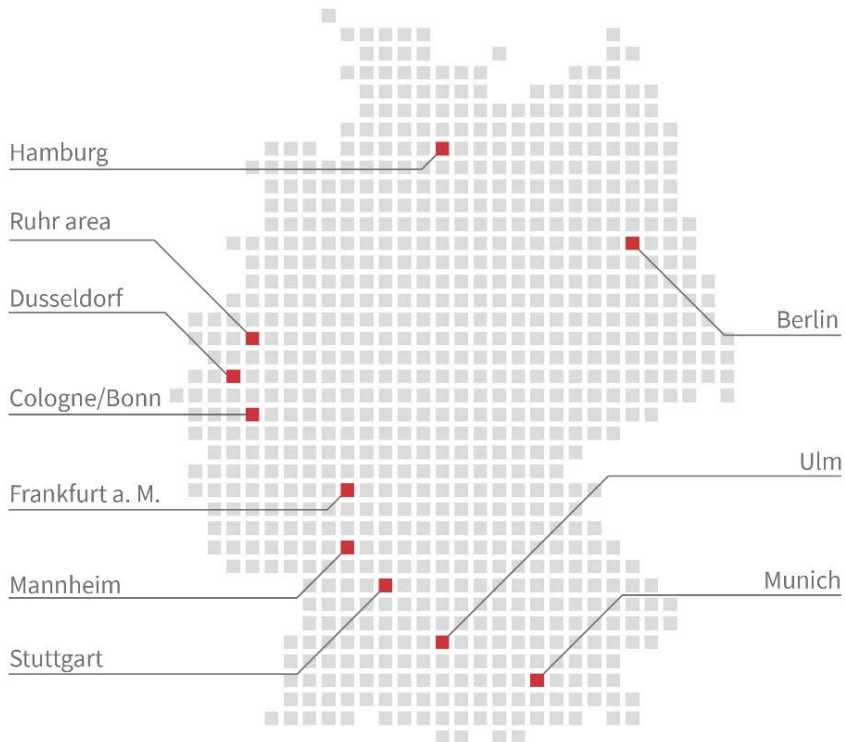 Hamburg
Ruhr area
Dusseldorf
Berlin
Cologne/Bonn
Ulm
Frankfurt a. M.
Mannheim
Munich
Stuttgart